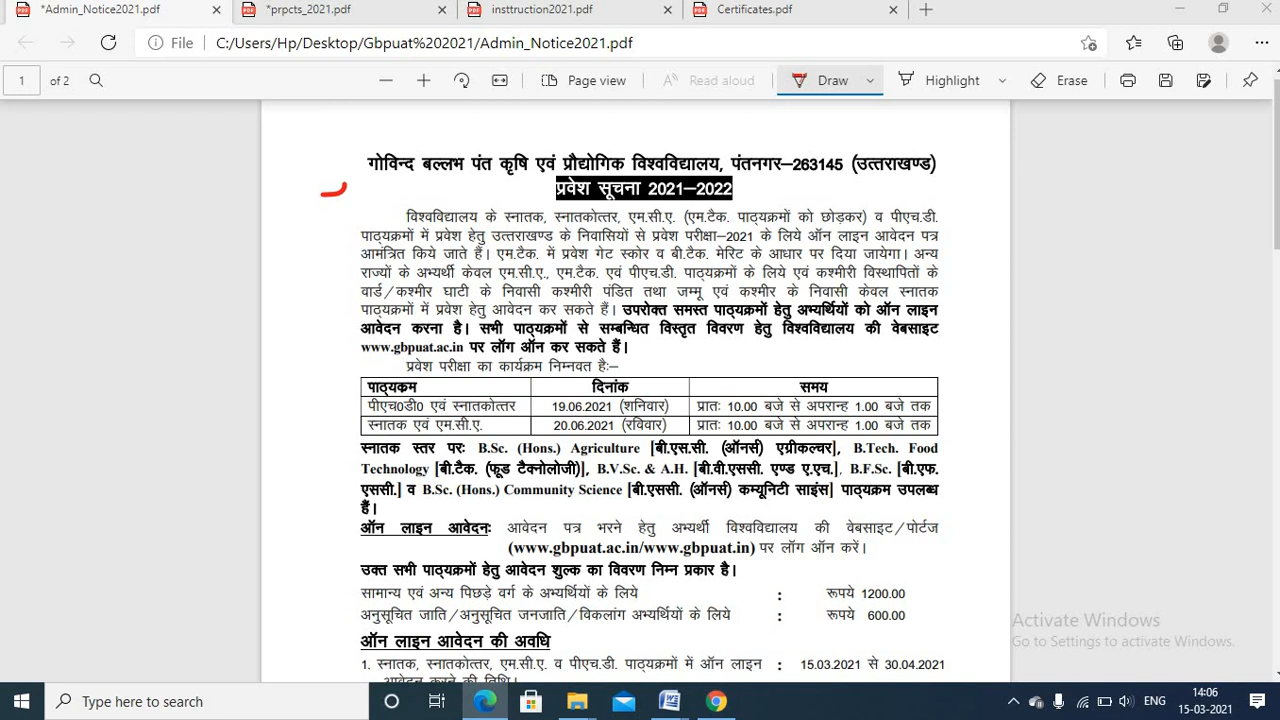 *Admin_Notice2021.pdf
*prpcts_2021.pdf
insttruction2021.pdf
Certificates.pdf
File
C:/Users/Hp/Desktop/Gbpuat%202021/Admin_Notice2021.pdf
1 of 2
Page view
Read aloud
Draw
Highlight
Erase
गोविन्द बल्लभ पंत कृषि एवं प्रौद्योगिक विश्वविद्यालय, पंतनगर–263145 (उत्तराखण्ड)
प्रवेश सूचना 2021–2022
विश्वविद्यालय के स्नातक, स्नातकोत्तर, एम.सी.ए. (एम.टैक. पाठ्यक्रमों को छोड़कर) व पीएच.डी.
पाठ्यक्रमों में प्रवेश हेतु उत्तराखण्ड के निवासियों से प्रवेश परीक्षा–2021 के लिये ऑन लाइन आवेदन पत्र
आमंत्रित किये जाते हैं। एम.टैक. में प्रवेश गेट स्कोर व बी.टैक. मेरिट के आधार पर दिया जायेगा। अन्य
राज्यों के अभ्यर्थी केवल एम.सी.ए., एम.टैक. एवं पीएच.डी. पाठ्यक्रमों के लिये एवं कश्मीरी विस्थापितों के
वार्ड/कश्मीर घाटी के निवासी कश्मीरी पंडित तथा जम्मू एवं कश्मीर के निवासी केवल स्नातक
पाठ्यक्रमों में प्रवेश हेतु आवेदन कर सकते हैं। उपरोक्त समस्त पाठ्यक्रमों हेतु अभ्यर्थियों को ऑन लाइन
आवेदन करना है। सभी पाठ्यक्रमों से सम्बन्धित विस्तृत विवरण हेतु विश्वविद्यालय की वेबसाइट
www.gbpuat.ac.in पर लॉग ऑन कर सकते हैं।
प्रवेश परीक्षा का कार्यक्रम निम्नवत है:–
पाठ्यक्रम दिनांक समय
पीएच0डी0 एवं स्नातकोत्तर 19.06.2021 (शनिवार) प्रातः 10.00 बजे से अपरान्ह 1.00 बजे तक
स्नातक एवं एम.सी.ए. 20.06.2021 (रविवार) प्रातः 10.00 बजे से अपरान्ह 1.00 बजे तक
स्नातक स्तर परः B.Sc. (Hons.) Agriculture [बी.एस.सी. (ऑनर्स) एग्रीकल्चर], B.Tech. Food
Technology [बी.टैक. (फूड टैक्नोलोजी)], B.V.Sc. & A.H. [बी.वी.एससी. एण्ड ए.एच.], B.F.Sc. [बी.एफ.
एससी.] व B.Sc. (Hons.) Community Science [बी.एससी. (ऑनर्स) कम्यूनिटी साइंस] पाठ्यक्रम उपलब्ध
हैं।
ऑन लाइन आवेदनः आवेदन पत्र भरने हेतु अभ्यर्थी विश्वविद्यालय की वेबसाइट/पोर्टज
(www.gbpuat.ac.in/www.gbpuat.in) पर लॉग ऑन करें।
उक्त सभी पाठ्यक्रमों हेतु आवेदन शुल्क का विवरण निम्न प्रकार है।
सामान्य एवं अन्य पिछड़े वर्ग के अभ्यर्थियों के लिये : रूपये 1200.00
अनुसूचित जाति/अनुसूचित जनजाति/विकलांग अभ्यर्थियों के लिये : रूपये 600.00
ऑन लाइन आवेदन की अवधि
1. स्नातक, स्नातकोत्तर, एम.सी.ए. व पीएच.डी. पाठ्यक्रमों में ऑन लाइन : 15.03.2021 से 30.04.2021
आवेदन करने की तिथि।
Activate Windows
Go to Settings to activate Windows.
Type here to search
ENG
14:06
15-03-2021